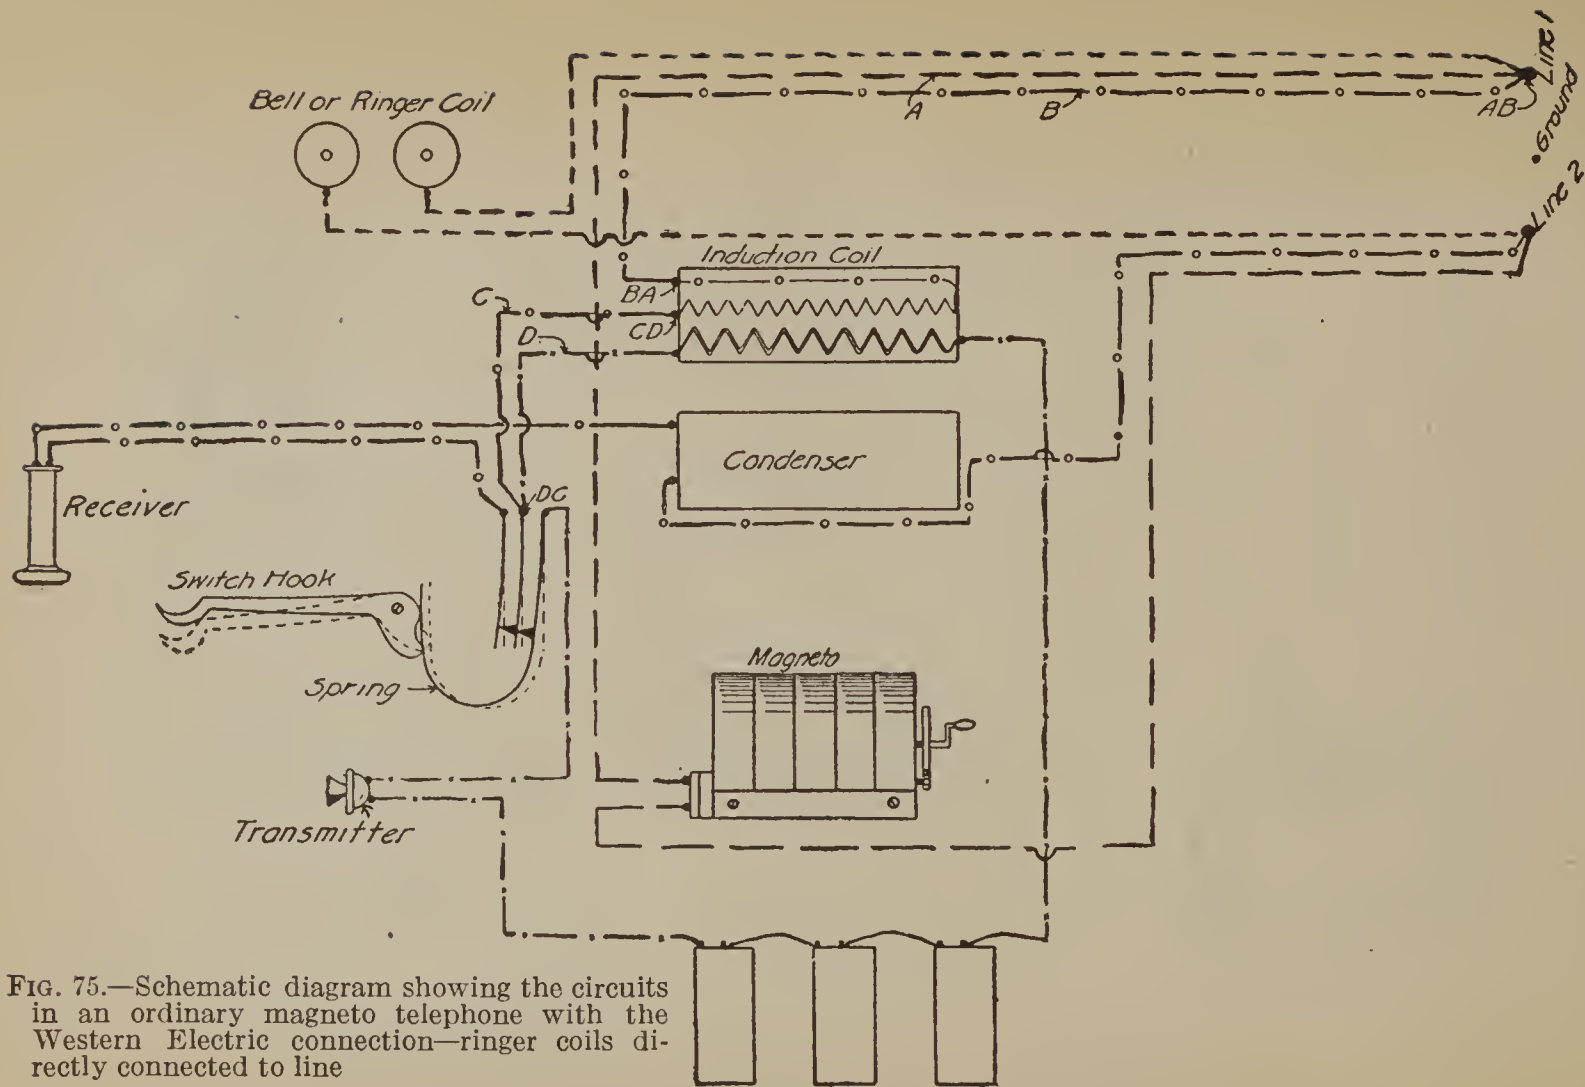 Line 1
Bell or Ringer Coil
A
B
AB
Ground
Line 2
Induction Coil
BA
C
CD
D
Condenser
DC
Receiver
Switch Hook
Magneto
Spring
Transmitter
FIG. 75.—Schematic diagram showing the circuits
in an ordinary magneto telephone with the
Western Electric connection—ringer coils di-
rectly connected to line